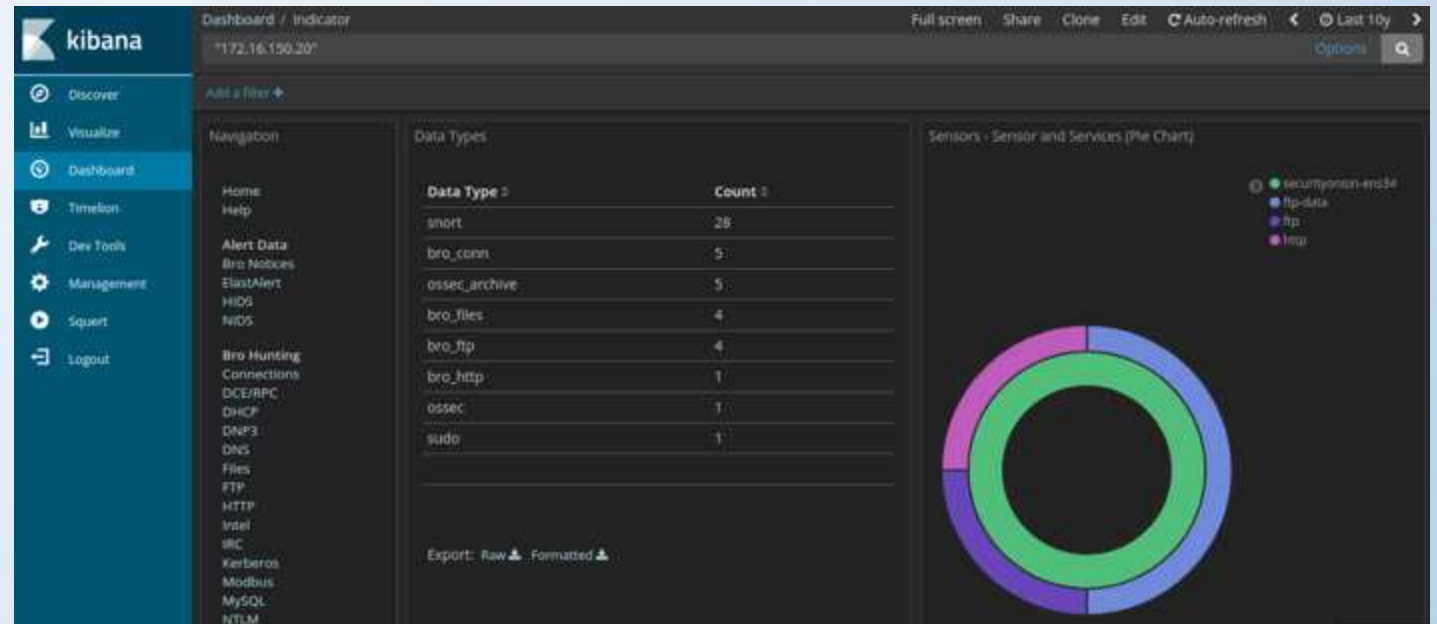 kibana
Discover
Visualize
Dashboard
Timelion
Dev Tools
Management
Squert
Logout
Dashboard / Indicator
Full screen Share Clone Edit Auto-refresh Last 10y
"172.16.150.20"
Options
Add a filter +
Navigation
Home
Help
Alert Data
Bro Notices
ElastAlert
HIDS
NIDS
Bro Hunting
Connections
DCE/RPC
DHCP
DNP3
DNS
Files
FTP
HTTP
Intel
IRC
Kerberos
Modbus
MySQL
NTLM
Data Types
Data Type Count
snort 28
bro_conn 5
ossec_archive 5
bro_files 4
bro_ftp 4
bro_http 1
ossec 1
sudo 1
Export: Raw Formatted
Sensors - Sensor and Services (Pie Chart)
securityonion-ens34
ftp-data
ftp
http